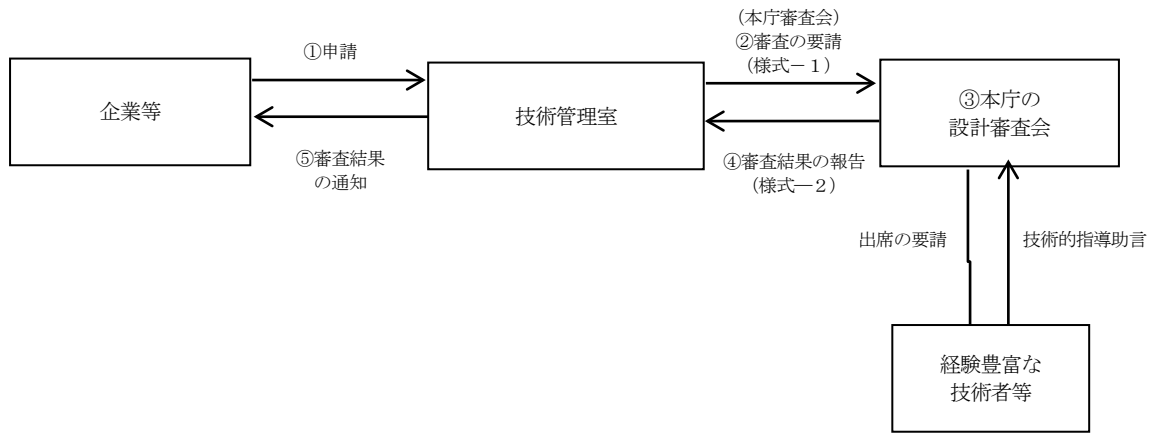 ①申請
企業等
⑤審査結果
の通知
技術管理室
(本庁審査会)
②審査の要請
(様式－１)
④審査結果の報告
(様式―２)
③本庁の
設計審査会
出席の要請
技術的指導助言
経験豊富な
技術者等